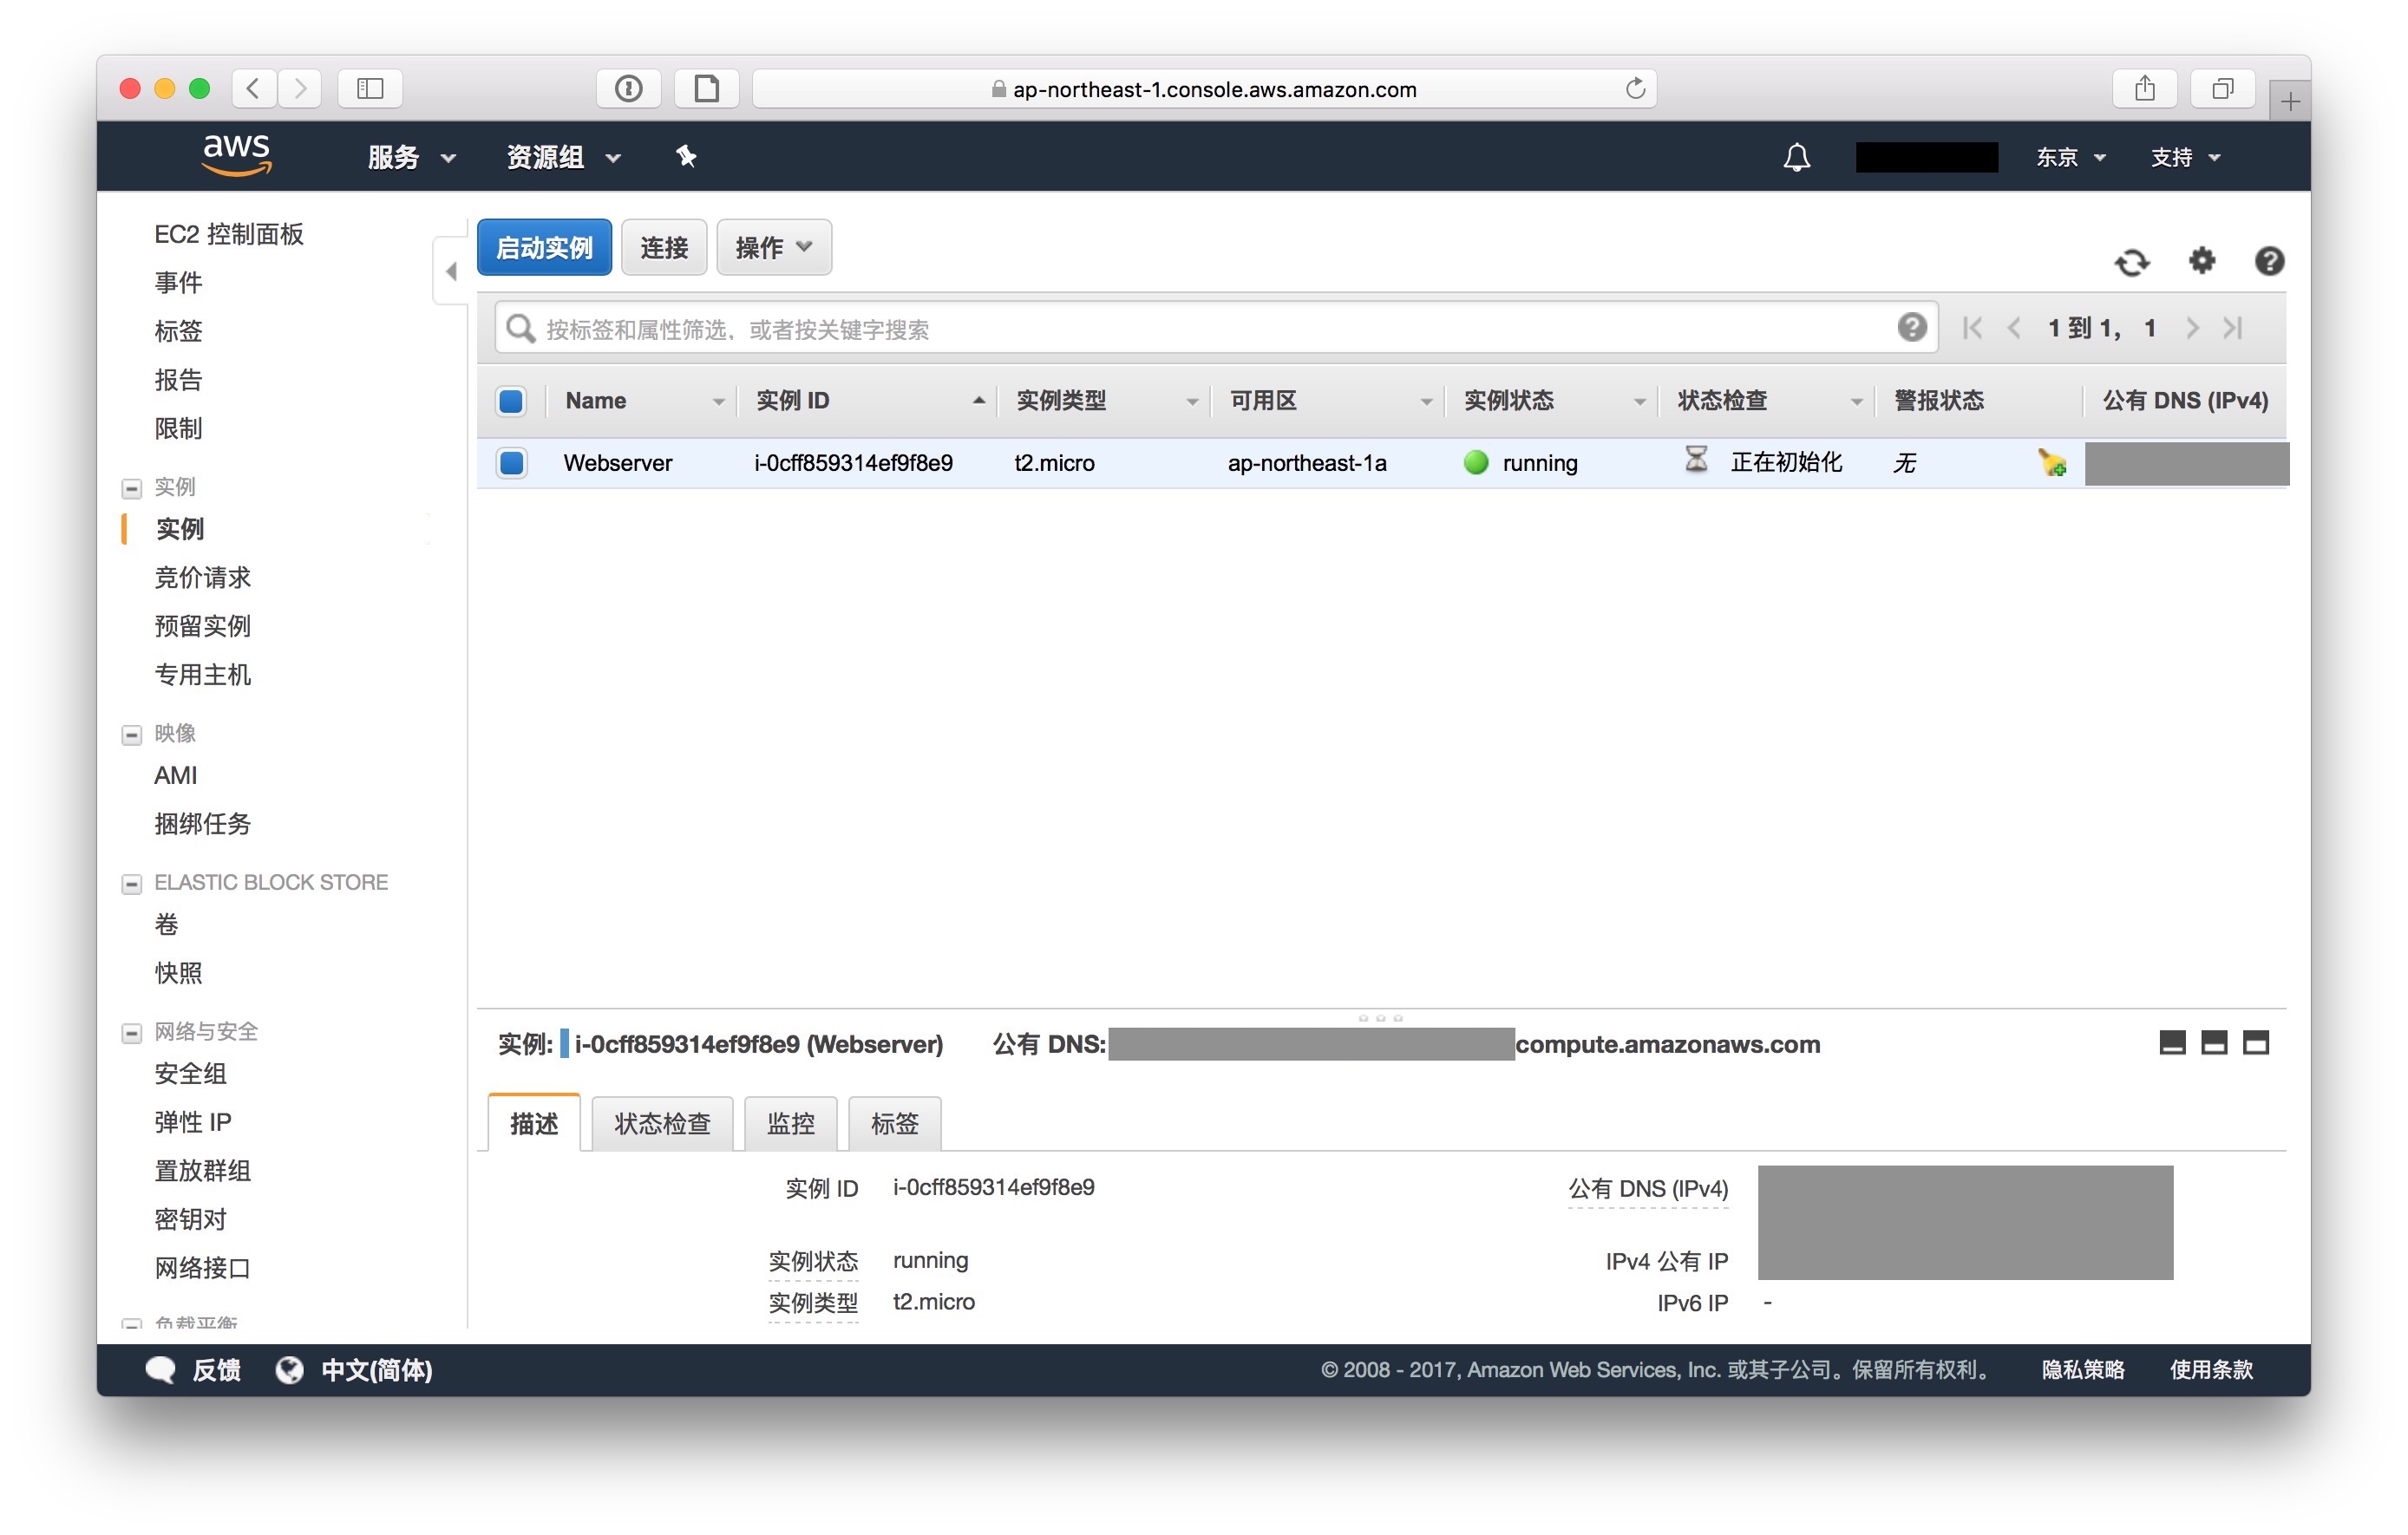 ap-northeast-1.console.aws.amazon.com
aws 服务 资源组 东京 支持
EC2 控制面板
事件
标签
报告
限制
实例
实例
竞价请求
预留实例
专用主机
映像
AMI
捆绑任务
ELASTIC BLOCK STORE
卷
快照
网络与安全
安全组
弹性 IP
置放群组
密钥对
网络接口
负载平衡
启动实例 连接 操作
按标签和属性筛选，或者按关键字搜索 1 到 1， 1
Name 实例 ID 实例类型 可用区 实例状态 状态检查 警报状态 公有 DNS (IPv4)
Webserver i-0cff859314ef9f8e9 t2.micro ap-northeast-1a running 正在初始化 无
实例: i-0cff859314ef9f8e9 (Webserver) 公有 DNS: compute.amazonaws.com
描述 状态检查 监控 标签
实例 ID i-0cff859314ef9f8e9 公有 DNS (IPv4)
实例状态 running IPv4 公有 IP
实例类型 t2.micro IPv6 IP -
反馈 中文(简体) © 2008 - 2017, Amazon Web Services, Inc. 或其子公司。保留所有权利。 隐私策略 使用条款